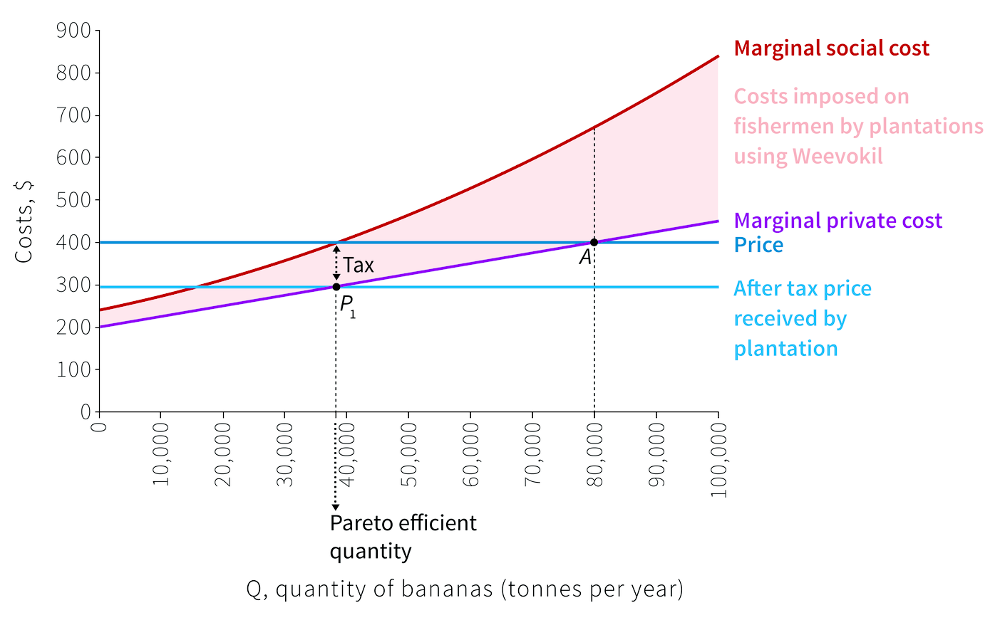 900
800
700
600
500
400
300
200
100
0
Costs, $
Marginal social cost
Costs imposed on
fishermen by plantations
using Weevokil
Marginal private cost
Price
After tax price
received by
plantation
Tax
A
P1
0
10,000
20,000
30,000
40,000
50,000
60,000
70,000
80,000
90,000
100,000
Pareto efficient
quantity
Q, quantity of bananas (tonnes per year)